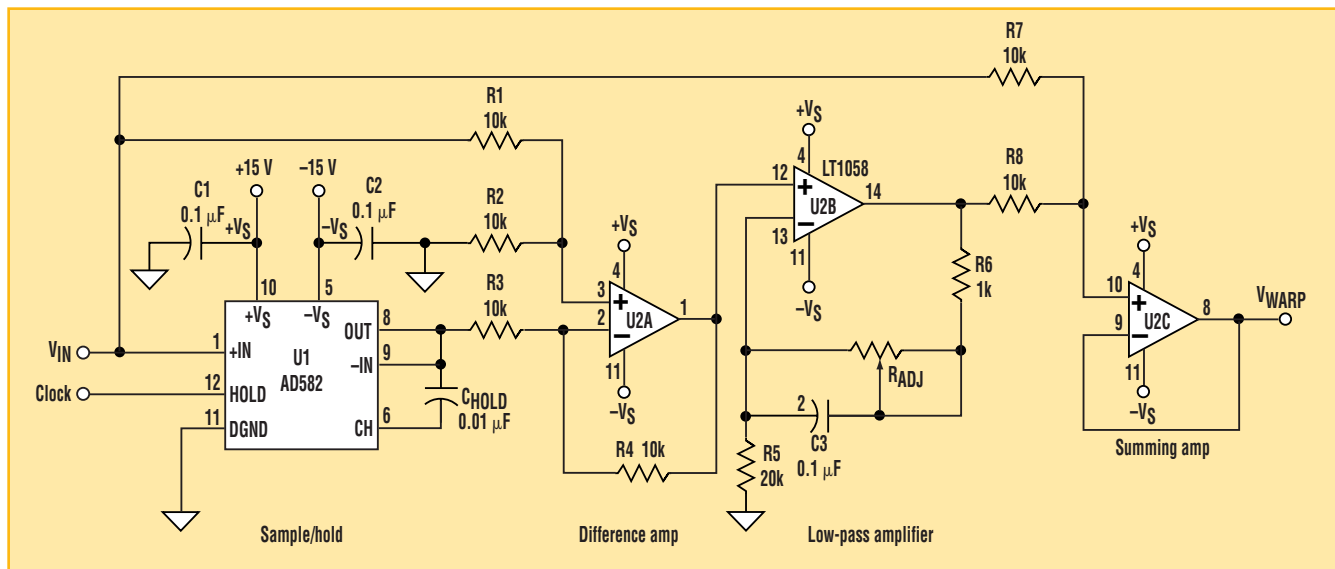 R7
10k
R1
10k
+VS
4
LT1058
12
14
U2B
13
11
–VS
R8
10k
+15 V
–15 V
C1
0.1 µF
+VS
C2
0.1 µF
–VS
R2
10k
+VS
4
R6
1k
+VS
4
10
5
R3
10k
3
2
U2A
1
11
–VS
10
9
U2C
8
VWARP
11
–VS
+VS
–VS
OUT
8
VIN
1
+IN
U1
AD582
–IN
9
RADJ
Clock
12
HOLD
CHOLD
0.01 µF
11
DGND
CH
6
2
C3
0.1 µF
R4 10k
R5
20k
Summing amp
Sample/hold
Difference amp
Low-pass amplifier